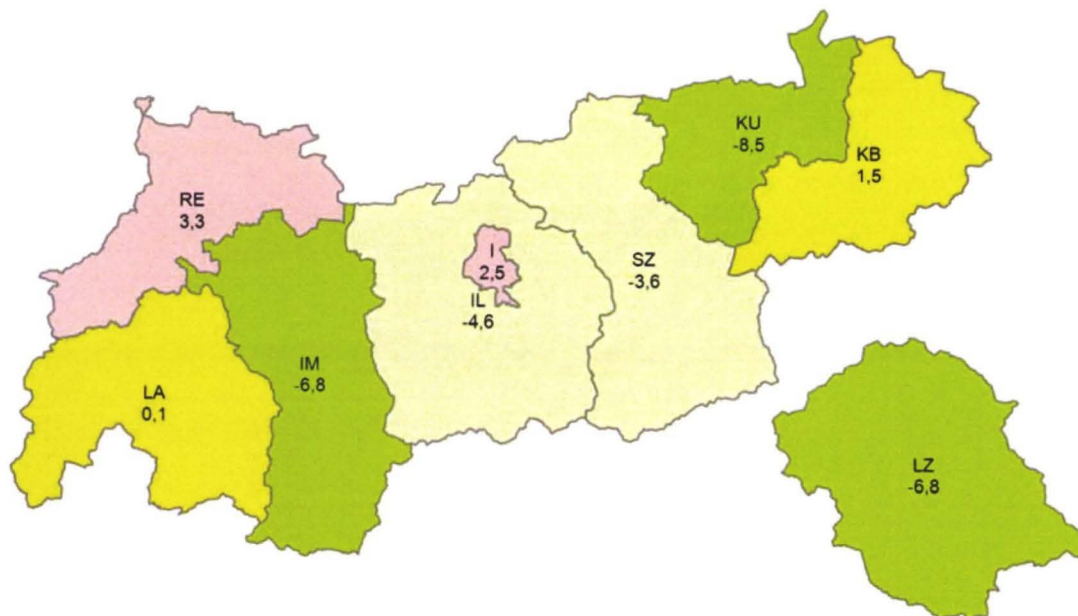 KU
-8,5
KB
1,5
RE
3,3
I
2,5
SZ
-3,6
IL
-4,6
IM
-6,8
LA
0,1
LZ
-6,8